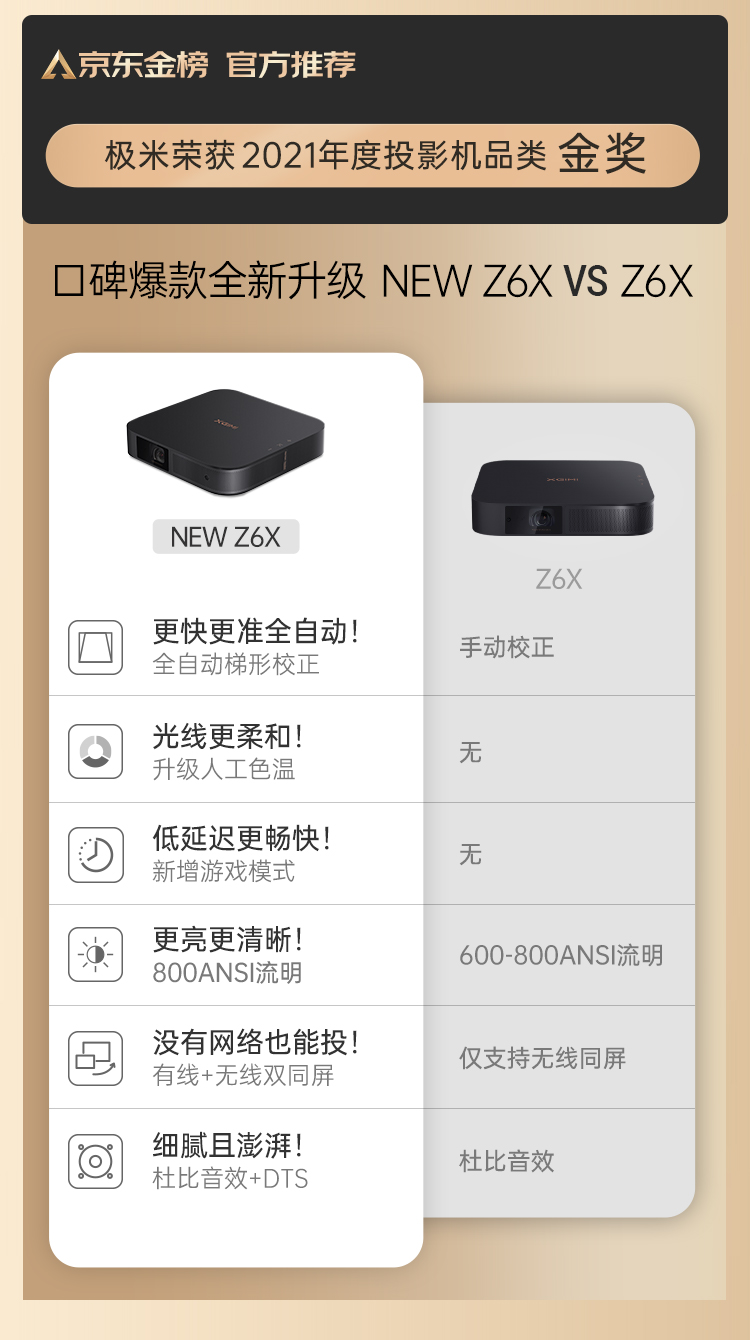 京东金榜 官方推荐
极米荣获2021年度投影机品类 金奖
口碑爆款全新升级 NEW Z6X VS Z6X
XGIMI
XGIMI
NEW Z6X
Z6X
更快更准全自动！
全自动梯形校正
手动校正
光线更柔和！
升级人工色温
无
低延迟更畅快！
新增游戏模式
无
更亮更清晰！
800ANSI流明
600-800ANSI流明
没有网络也能投！
有线+无线双同屏
仅支持无线同屏
细腻且澎湃！
杜比音效+DTS
杜比音效